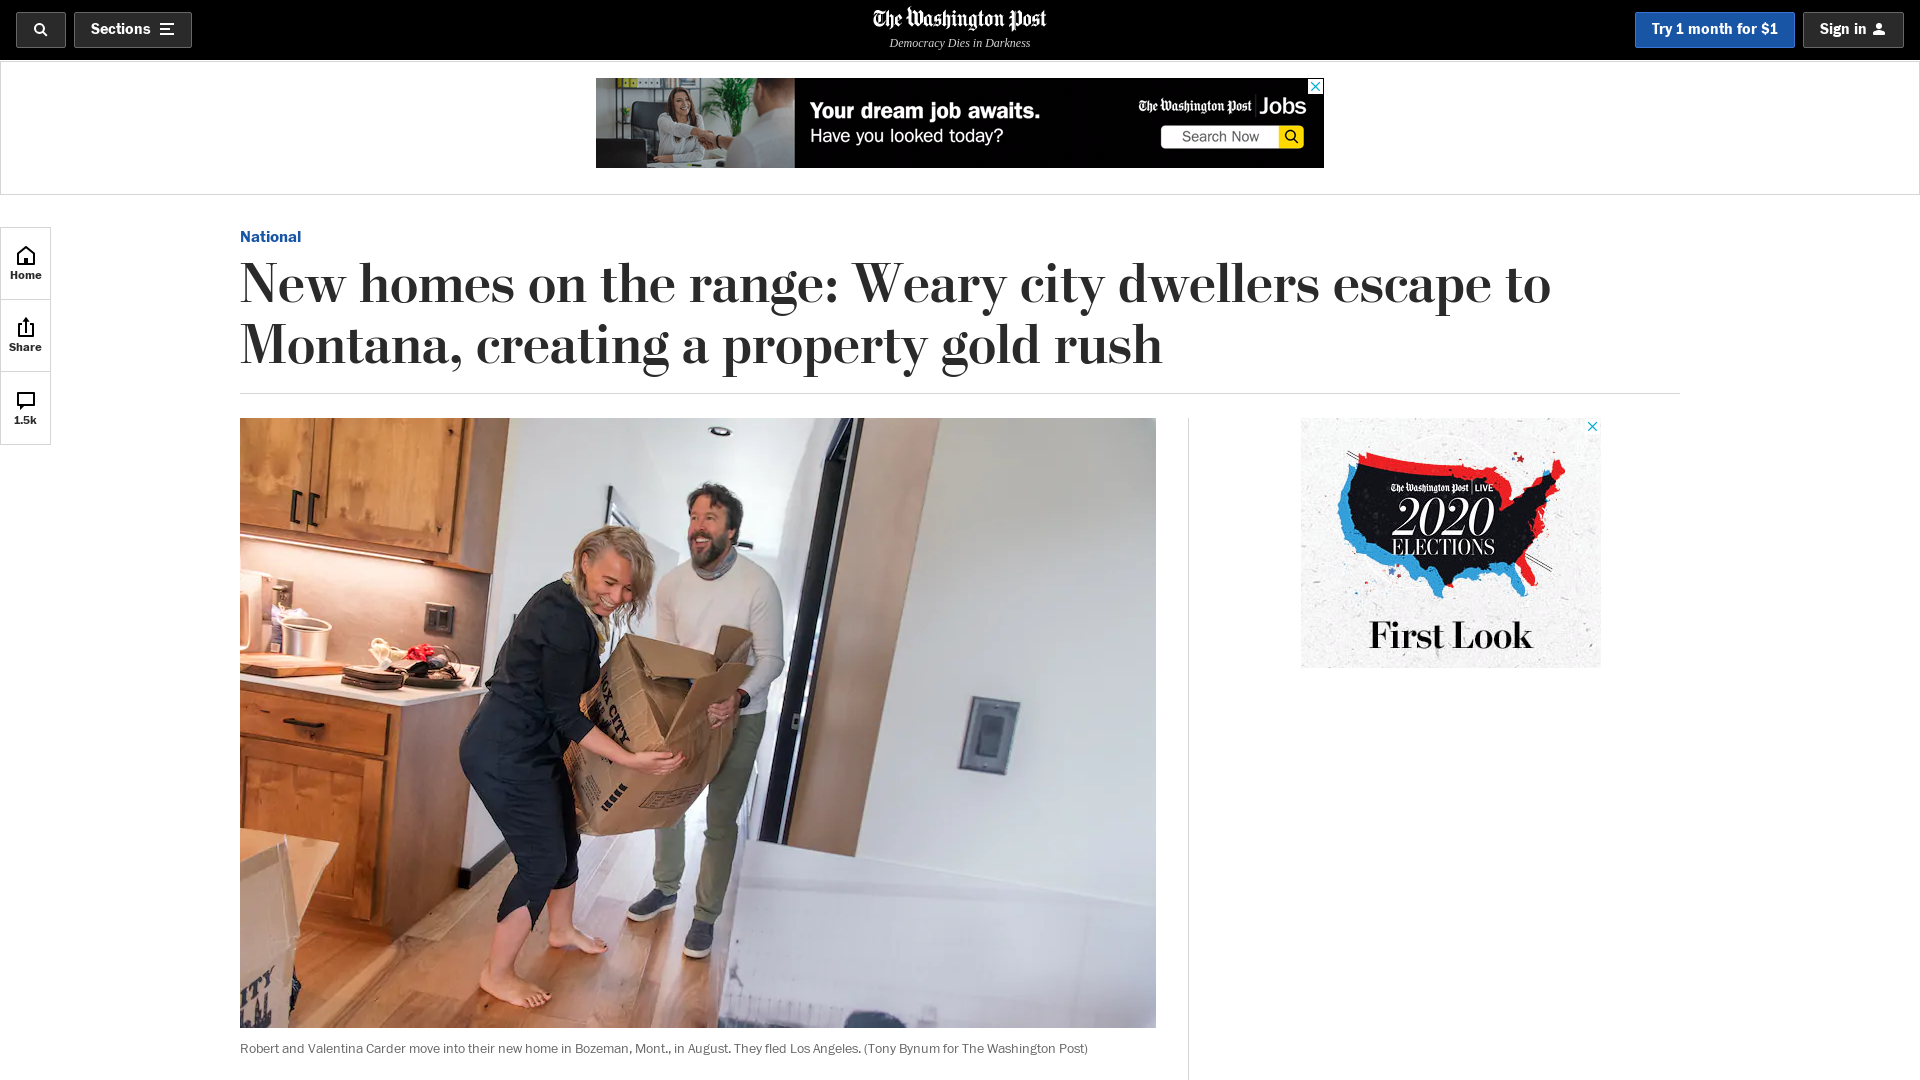 Sections
The Washington Post
Democracy Dies in Darkness
Try 1 month for $1
Sign in
Your dream job awaits.
Have you looked today?
The Washington Post Jobs
Search Now
Home
Share
1.5k
National
New homes on the range: Weary city dwellers escape to
Montana, creating a property gold rush
OX CITY
ITY
The Washington Post LIVE
2020
ELECTIONS
First Look
Robert and Valentina Carder move into their new home in Bozeman, Mont., in August. They fled Los Angeles. (Tony Bynum for The Washington Post)